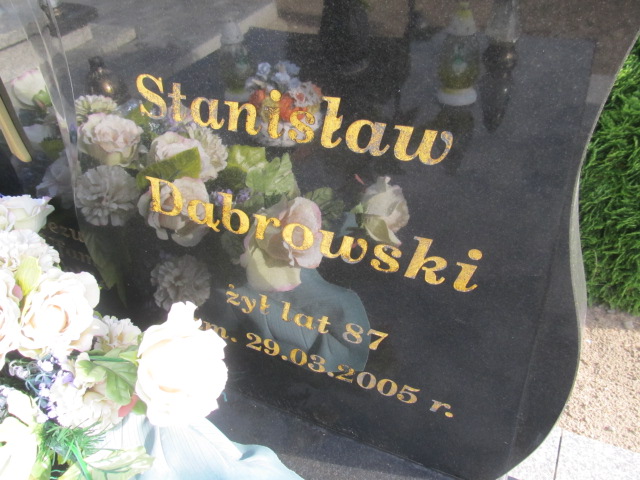 Stanisław
Dąbrowski
żył lat 87
zm. 29.03.2005 r.